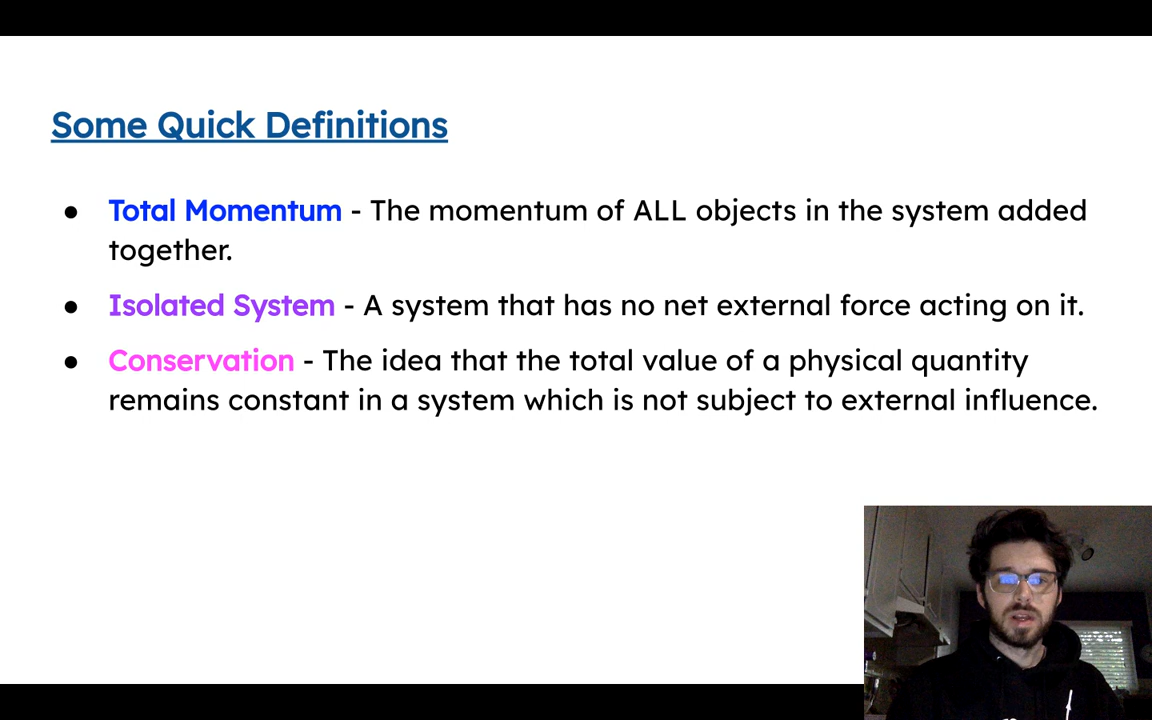 Some Quick Definitions
● Total Momentum - The momentum of ALL objects in the system added
together.
● Isolated System - A system that has no net external force acting on it.
● Conservation - The idea that the total value of a physical quantity
remains constant in a system which is not subject to external influence.